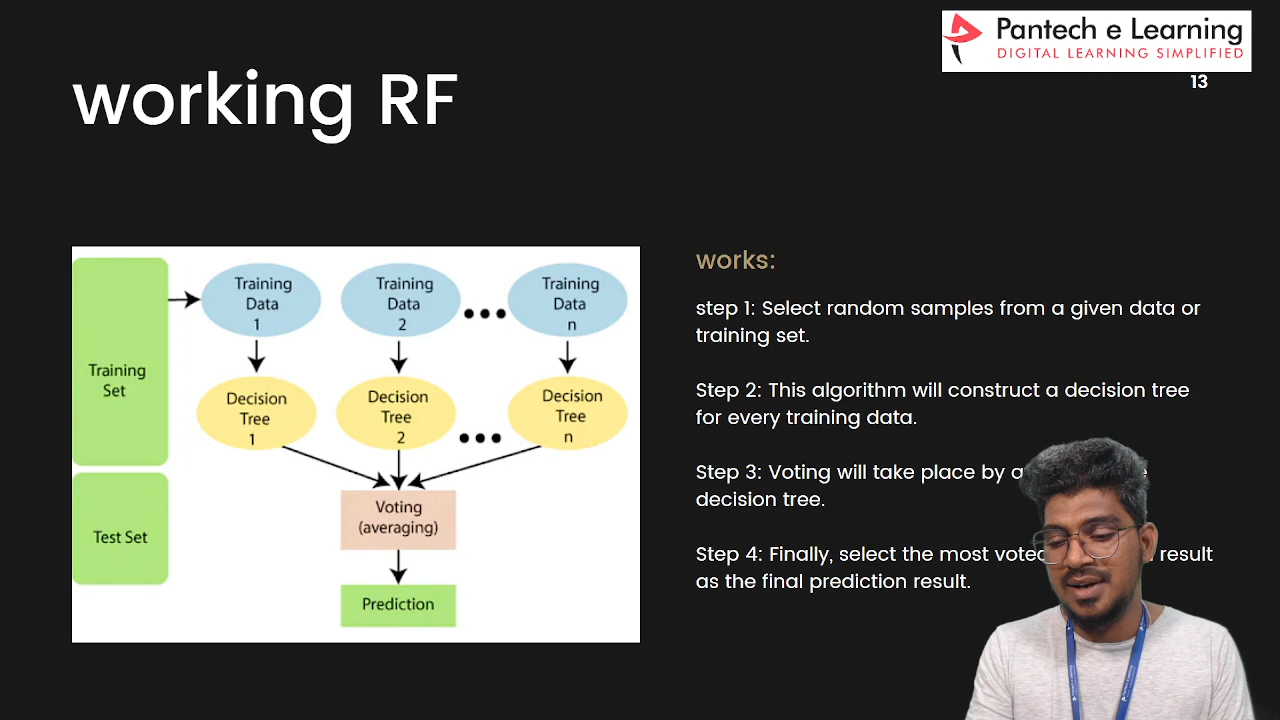 Pantech e Learning
DIGITAL LEARNING SIMPLIFIED
13
working RF
Training
Set
Test Set
Training
Data
1
Training
Data
2
Training
Data
n
Decision
Tree
1
Decision
Tree
2
Decision
Tree
n
Voting
(averaging)
Prediction
works:
step 1: Select random samples from a given data or
training set.
Step 2: This algorithm will construct a decision tree
for every training data.
Step 3: Voting will take place by
decision tree.
Step 4: Finally, select the most result
as the final prediction result.